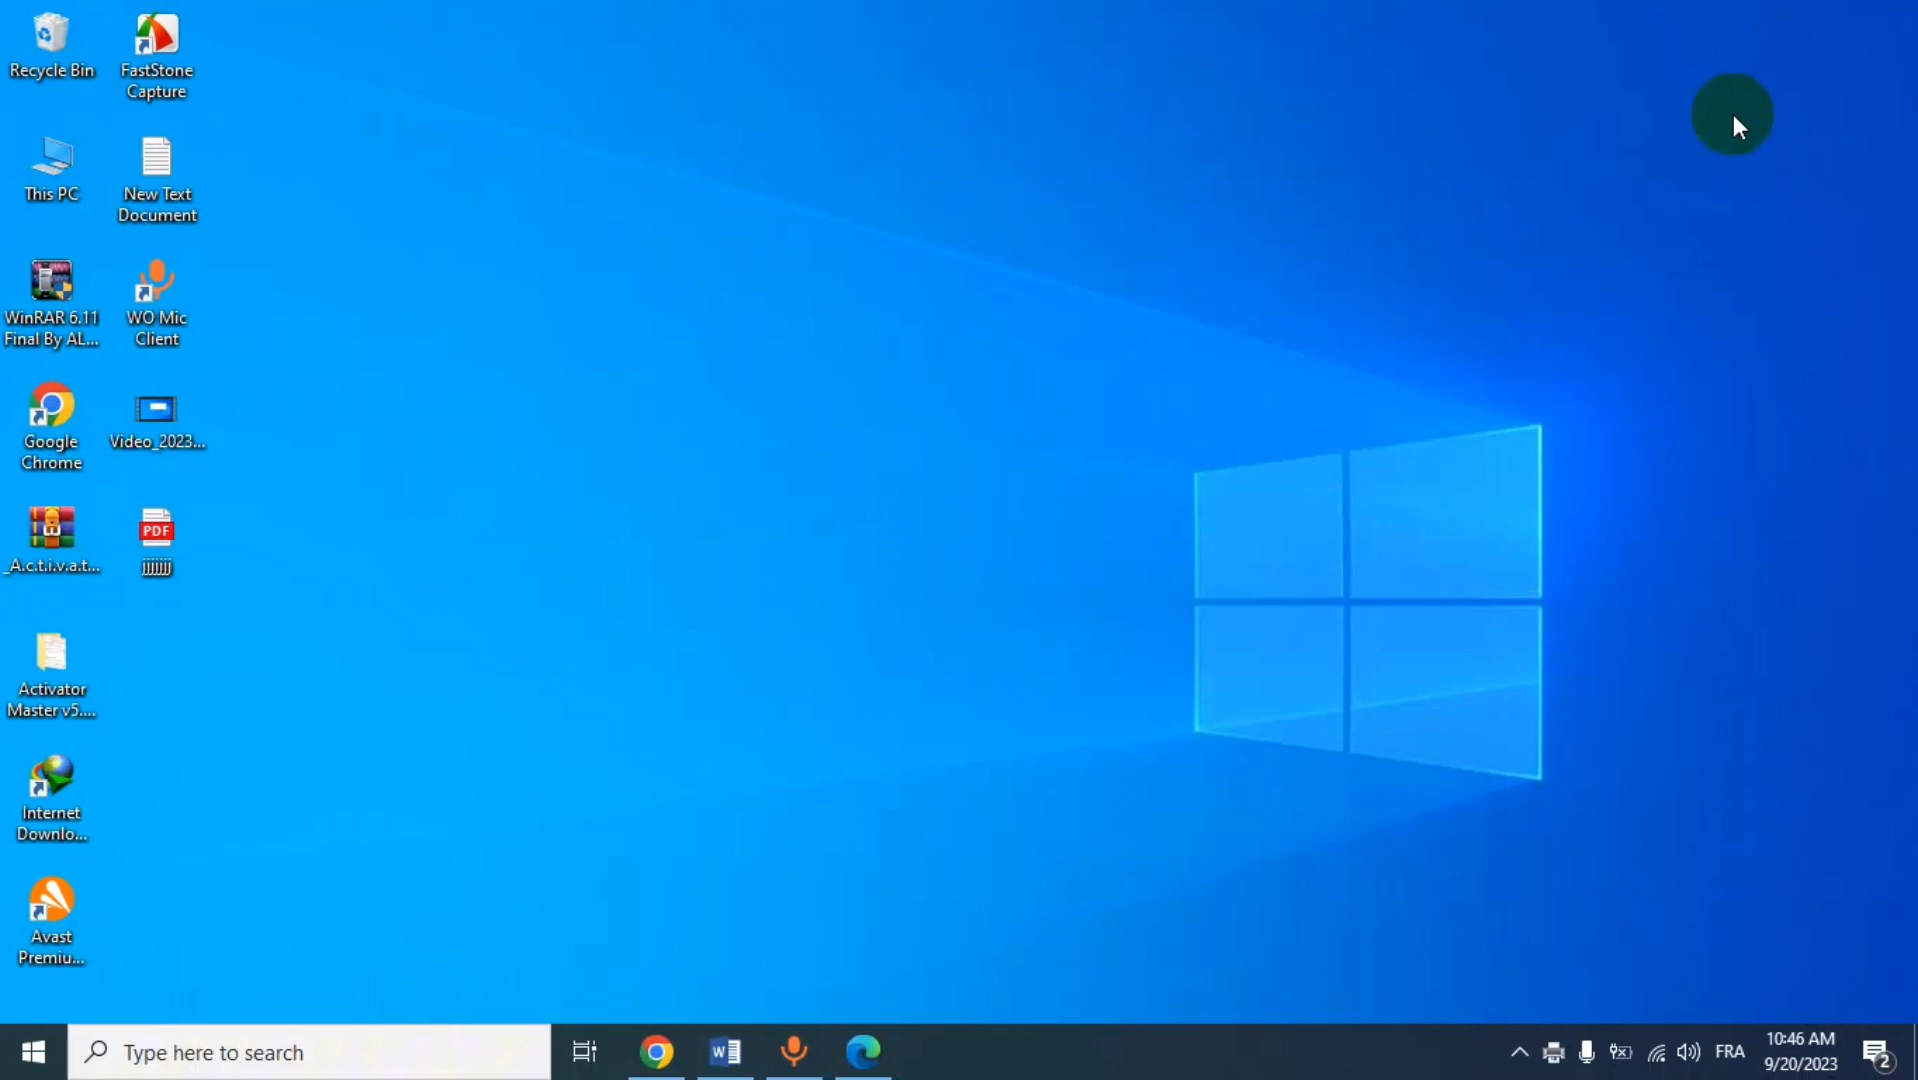 Recycle Bin
FastStone
Capture
This PC
New Text
Document
WinRAR 6.11
Final By AL...
WO Mic
Client
Google
Chrome
Video_2023...
_A.c.t.i.v.a.t...
PDF
jjjjjjj
Activator
Master v5....
Internet
Downlo...
Avast
Premiu...
Type here to search
W
FRA
10:46 AM
9/20/2023
2